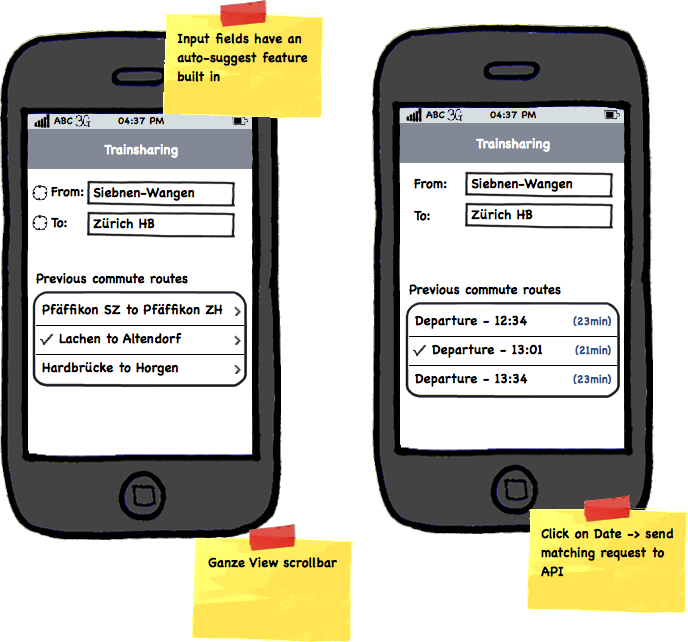 Input fields have an
auto-suggest feature
built in
ABC 3G 04:37 PM
Trainsharing
From: Siebnen-Wangen
To: Zürich HB
Previous commute routes
Pfäffikon SZ to Pfäffikon ZH
Lachen to Altendorf
Hardbrücke to Horgen
Ganze View scrollbar
ABC 3G 04:37 PM
Trainsharing
From: Siebnen-Wangen
To: Zürich HB
Previous commute routes
Departure - 12:34 (23min)
Departure - 13:01 (21min)
Departure - 13:34 (23min)
Click on Date -> send
matching request to
API